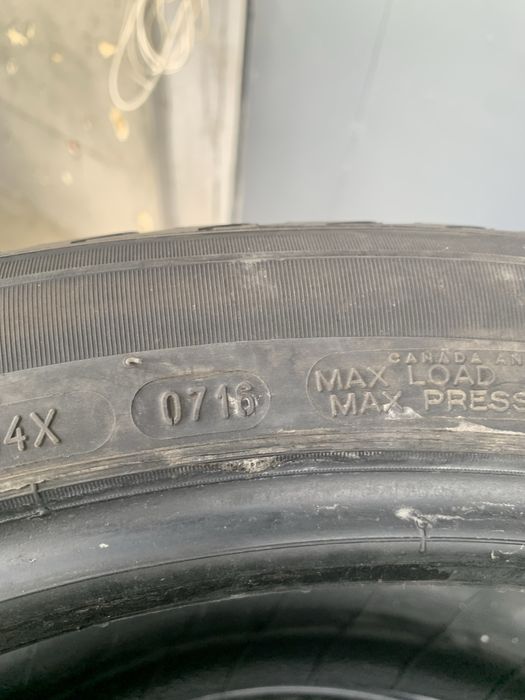 4X
0716
CANADA AN
MAX LOAD
MAX PRESS